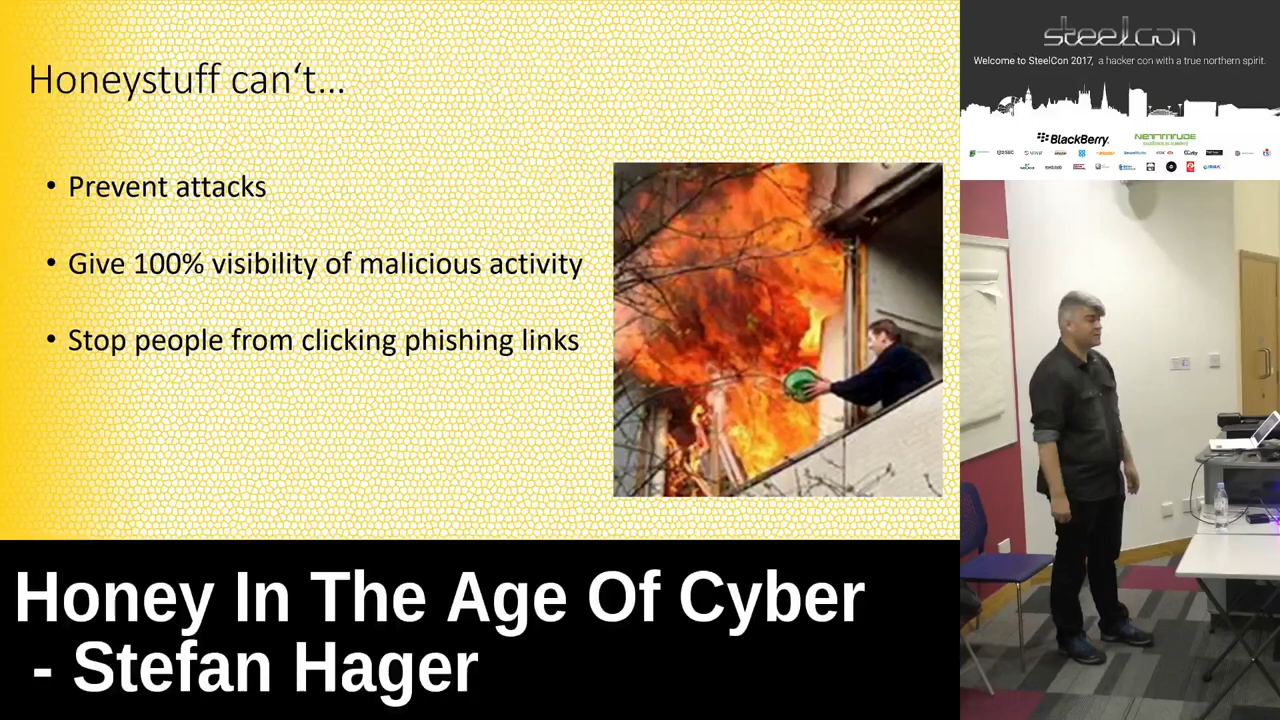 Honeystuff can‘t...
• Prevent attacks
• Give 100% visibility of malicious activity
• Stop people from clicking phishing links
steelcon
Welcome to SteelCon 2017, a hacker con with a true northern spirit.
BlackBerry
NETTITUDE
Honey In The Age Of Cyber
- Stefan Hager